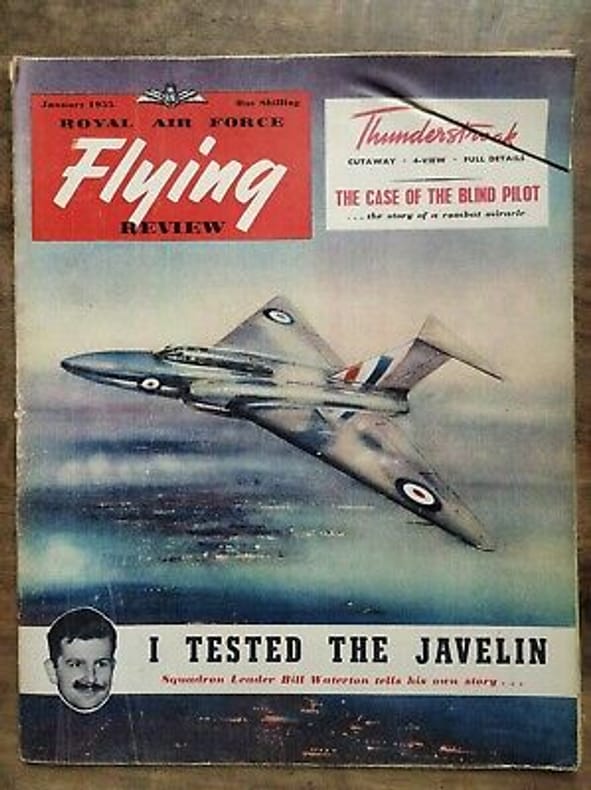 January 1955
One Shilling
ROYAL AIR FORCE
Flying
REVIEW
Thunderstreak
CUTAWAY · 4-VIEW · FULL DETAILS
THE CASE OF THE BLIND PILOT
... the story of a combat miracle
I TESTED THE JAVELIN
Squadron Leader Bill Waterton tells his own story...